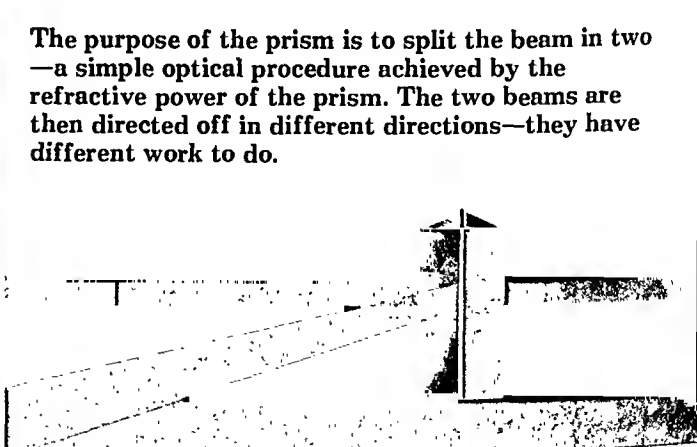 The purpose of the prism is to split the beam in two
—a simple optical procedure achieved by the
refractive power of the prism. The two beams are
then directed off in different directions—they have
different work to do.